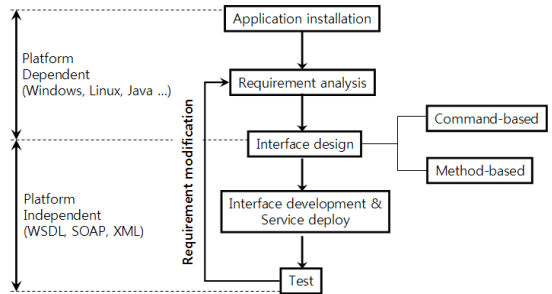 Application installation
Platform
Dependent
(Windows, Linux, Java ...)
Requirement analysis
Command-based
Interface design
Method-based
Requirement modification
Platform
Independent
(WSDL, SOAP, XML)
Interface development &
Service deploy
Test